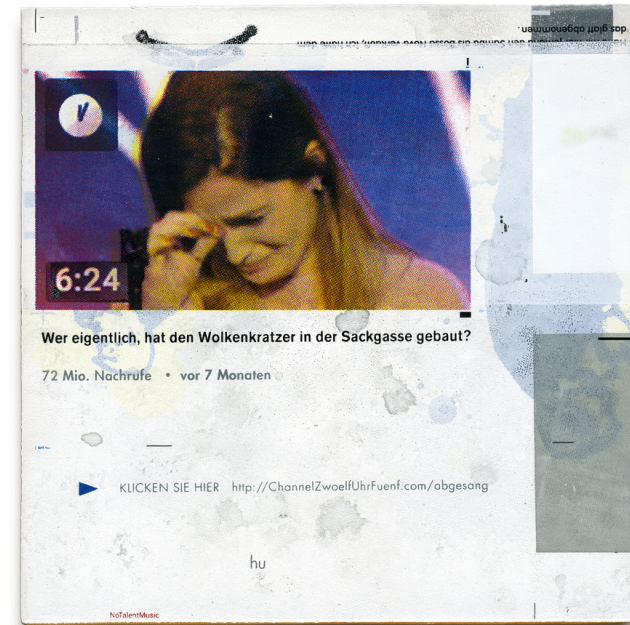 das glatt abgenommen.
V
6:24
Wer eigentlich, hat den Wolkenkratzer in der Sackgasse gebaut?
72 Mio. Nachrufe • vor 7 Monaten
KLICKEN SIE HIER http://ChannelZwoelfUhrFuenf.com/abgesang
hu
NoTalentMusic